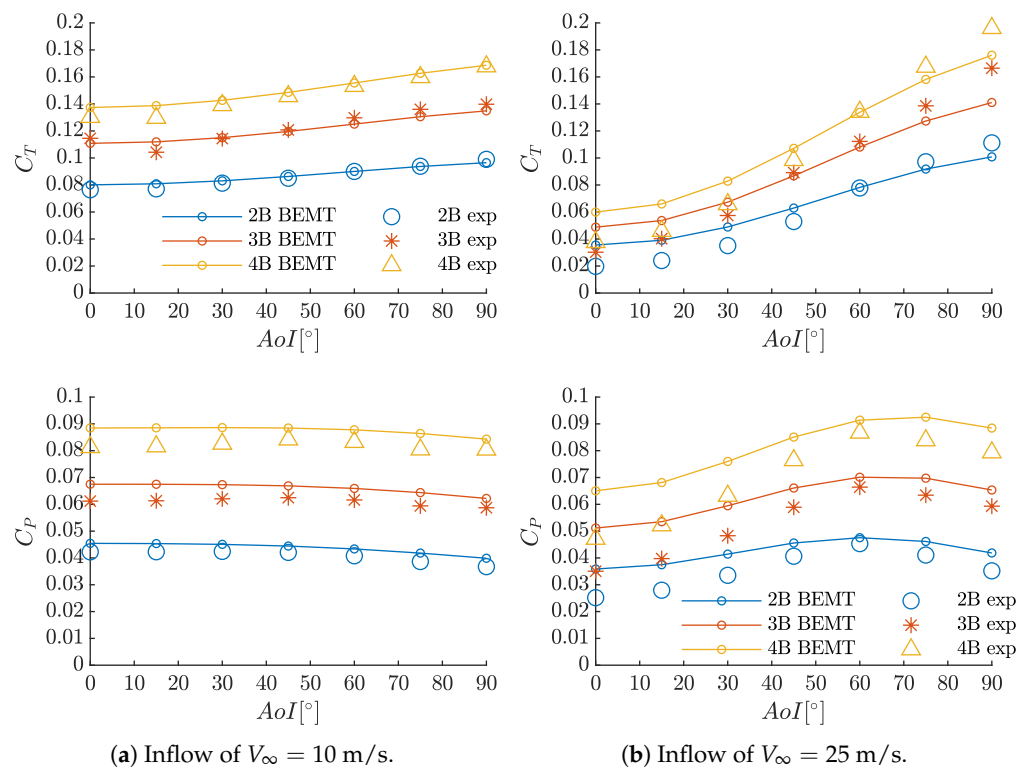 0.2
0.18
0.16
0.14
0.12
0.1
0.08
0.06
0.04
0.02
0
C_T
2B BEMT 2B exp
3B BEMT 3B exp
4B BEMT 4B exp
0 10 20 30 40 50 60 70 80 90
AoI[°]
0.2
0.18
0.16
0.14
0.12
0.1
0.08
0.06
0.04
0.02
0
C_T
0 10 20 30 40 50 60 70 80 90
AoI[°]
0.1
0.09
0.08
0.07
0.06
0.05
0.04
0.03
0.02
0.01
0
C_P
0 10 20 30 40 50 60 70 80 90
AoI[°]
0.1
0.09
0.08
0.07
0.06
0.05
0.04
0.03
0.02
0.01
0
C_P
2B BEMT 2B exp
3B BEMT 3B exp
4B BEMT 4B exp
0 10 20 30 40 50 60 70 80 90
AoI[°]
(a) Inflow of V∞ = 10 m/s.
(b) Inflow of V∞ = 25 m/s.